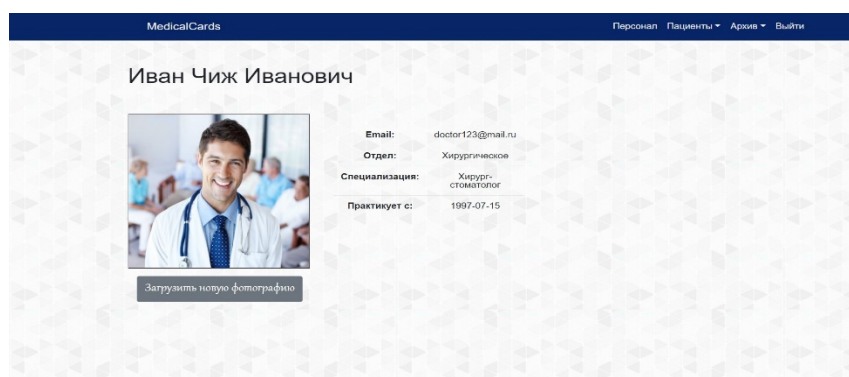 MedicalCards Персонал Пациенты Архив Выйти
Иван Чиж Иванович
Email: doctor123@mail.ru
Отдел: Хирургическое
Специализация: Хирург-
стоматолог
Практикует с: 1997-07-15
Загрузить новую фотографию